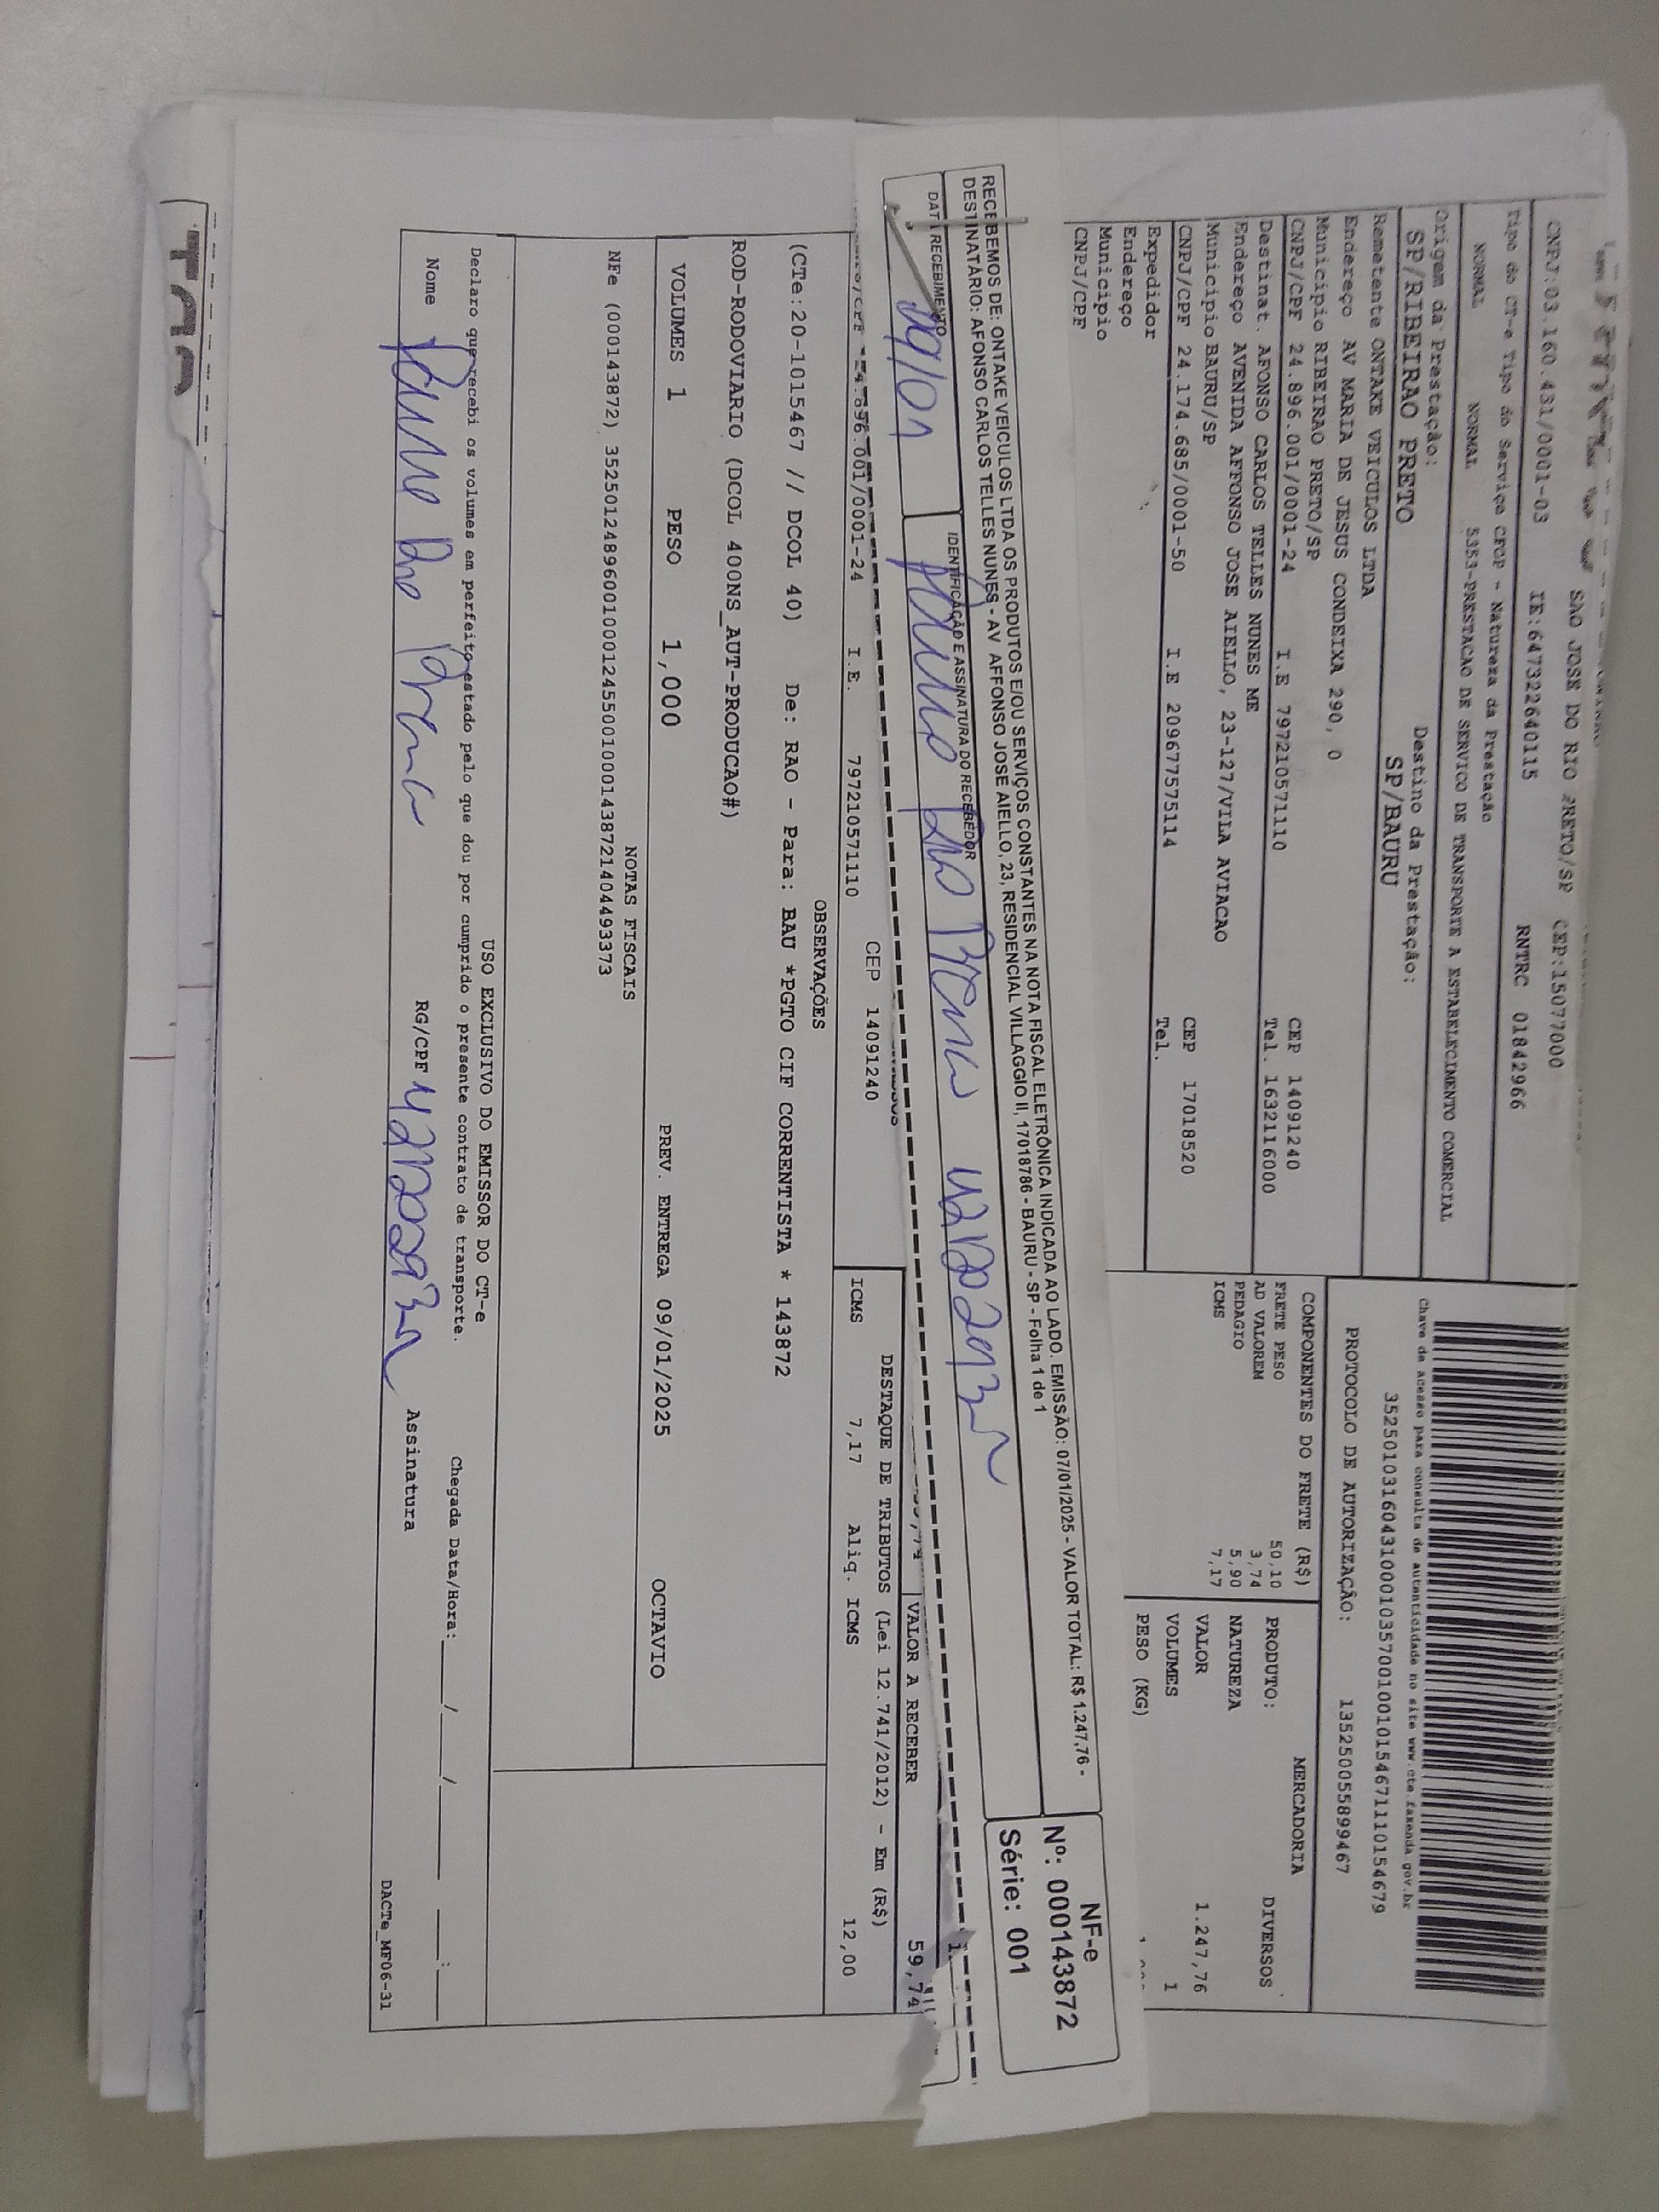 SAO JOSE DO RIO PRETO/SP CEP:15077000
CNPJ:03.160.431/0001-03 IE:647322640115 RNTRC 01842966
Tipo do CT-e Tipo do Serviço CFOP - Natureza da Prestação
NORMAL NORMAL 5353-PRESTACAO DE SERVICO DE TRANSPORTE A ESTABELECIMENTO COMERCIAL
Origem da Prestação: Destino da Prestação:
SP/RIBEIRAO PRETO SP/BAURU
Remetente ONTAKE VEICULOS LTDA
Endereço AV MARIA DE JESUS CONDEIXA 290, 0
Município RIBEIRAO PRETO/SP CEP 14091240
CNPJ/CPF 24.896.001/0001-24 I.E 797210571110 Tel. 1632116000
Destinat. AFONSO CARLOS TELLES NUNES ME
Endereço AVENIDA AFFONSO JOSE AIELLO, 23-127/VILA AVIACAO
Município BAURU/SP CEP 17018520
CNPJ/CPF 24.174.685/0001-50 I.E 209677575114 Tel.
Expedidor
Endereço
Município
CNPJ/CPF
Chave de acesso para consulta de autenticidade no site www.cte.fazenda.gov.br
35250103160431000103570010010154671110154679
PROTOCOLO DE AUTORIZAÇÃO: 135250055899467
COMPONENTES DO FRETE (R$)
FRETE PESO 50,10
AD VALOREM 3,74
PEDAGIO 5,90
ICMS 7,17
MERCADORIA
PRODUTO: DIVERSOS
NATUREZA
VALOR 1.247,76
VOLUMES 1
PESO (KG)
RECEBEMOS DE: ONTAKE VEICULOS LTDA OS PRODUTOS E/OU SERVIÇOS CONSTANTES NA NOTA FISCAL ELETRÔNICA INDICADA AO LADO. EMISSÃO: 07/01/2025 - VALOR TOTAL: R$ 1.247,76 -
DESTINATÁRIO: AFONSO CARLOS TELES NUNES - AV AFFONSO JOSE AIELLO, 23, RESIDENCIAL VILLAGGIO II, 17018786 - BAURU - SP - Folha 1 de 1
DATA RECEBIMENTO IDENTIFICAÇÃO E ASSINATURA DO RECEBEDOR
NF-e
Nº: 000143872
Série: 001
24.896.001/0001-24 I.E. 797210571110 CEP 14091240
VALOR A RECEBER 59,74
DESTAQUE DE TRIBUTOS (Lei 12.741/2012) - Em (R$)
ICMS 7,17 Aliq. ICMS 12,00
OBSERVAÇÕES
(CTe:20-1015467 // DCOL 40) De: RAO - Para: BAU *PGTO CIF CORRENTISTA * 143872
ROD-RODOVIARIO (DCOL 400NS_AUT-PRODUCAO#)
VOLUMES 1 PESO 1,000 PREV. ENTREGA 09/01/2025 OCTAVIO
NOTAS FISCAIS
NFe (000143872) 35250124896001000124550010001438721404493373
USO EXCLUSIVO DO EMISSOR DO CT-e
Declaro que recebi os volumes em perfeito estado pelo que dou por cumprido o presente contrato de transporte. Chegada Data/Hora:____/____/____ __:__
Nome RG/CPF Assinatura
DACTe_MF06-31